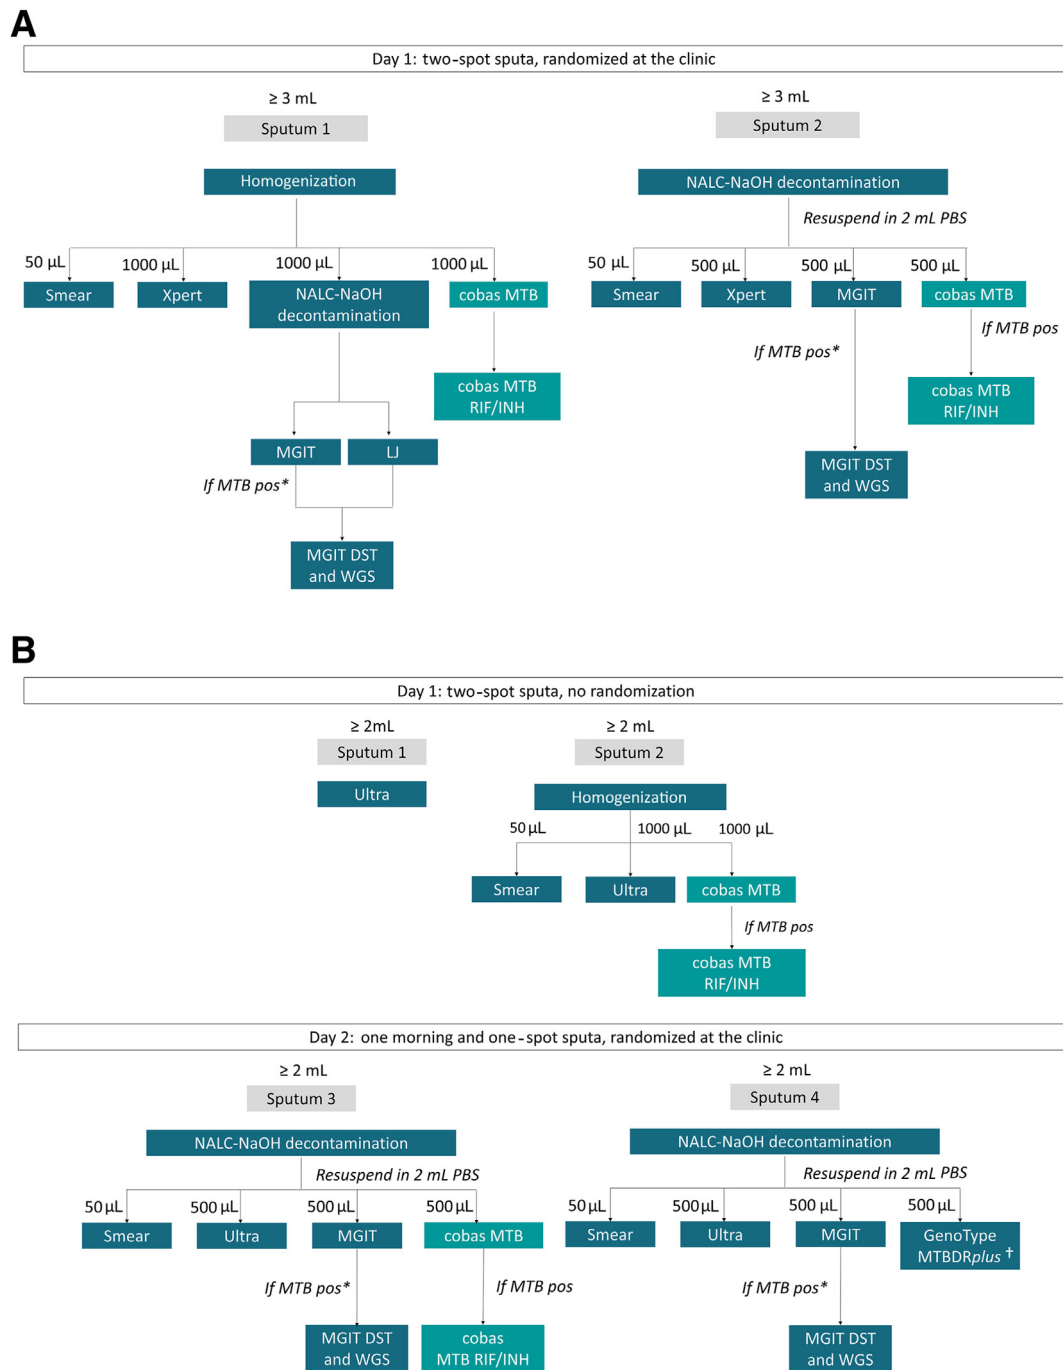 A
Day 1: two-spot sputa, randomized at the clinic
≥ 3 mL
Sputum 1
Homogenization
50 µL
1000 µL
1000 µL
1000 µL
Smear
Xpert
NALC-NaOH
decontamination
cobas MTB
cobas MTB
RIF/INH
MGIT
LJ
If MTB pos*
MGIT DST
and WGS
≥ 3 mL
Sputum 2
NALC-NaOH decontamination
Resuspend in 2 mL PBS
50 µL
500 µL
500 µL
500 µL
Smear
Xpert
MGIT
cobas MTB
If MTB pos*
If MTB pos
cobas MTB
RIF/INH
MGIT DST
and WGS
B
Day 1: two-spot sputa, no randomization
≥ 2mL
Sputum 1
Ultra
≥ 2 mL
Sputum 2
Homogenization
50 µL
1000 µL
1000 µL
Smear
Ultra
cobas MTB
If MTB pos
cobas MTB
RIF/INH
Day 2: one morning and one-spot sputa, randomized at the clinic
≥ 2 mL
Sputum 3
NALC-NaOH decontamination
Resuspend in 2 mL PBS
50 µL
500 µL
500 µL
500 µL
Smear
Ultra
MGIT
cobas MTB
If MTB pos*
If MTB pos
MGIT DST
and WGS
cobas
MTB RIF/INH
≥ 2 mL
Sputum 4
NALC-NaOH decontamination
Resuspend in 2 mL PBS
50 µL
500 µL
500 µL
500 µL
Smear
Ultra
MGIT
GenoType
MTBDRplus †
If MTB pos*
MGIT DST
and WGS